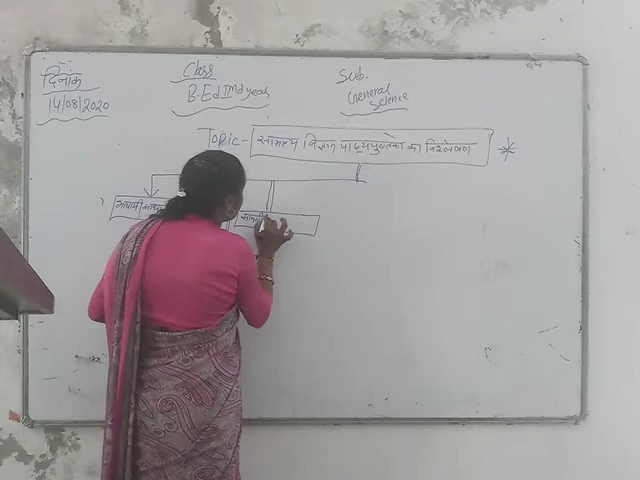 दिनांक
14/08/2020
Class
B.Ed IInd year
Sub.
General
Science
Topic- सामान्य विज्ञान पाठ्यपुस्तको का विश्लेषण